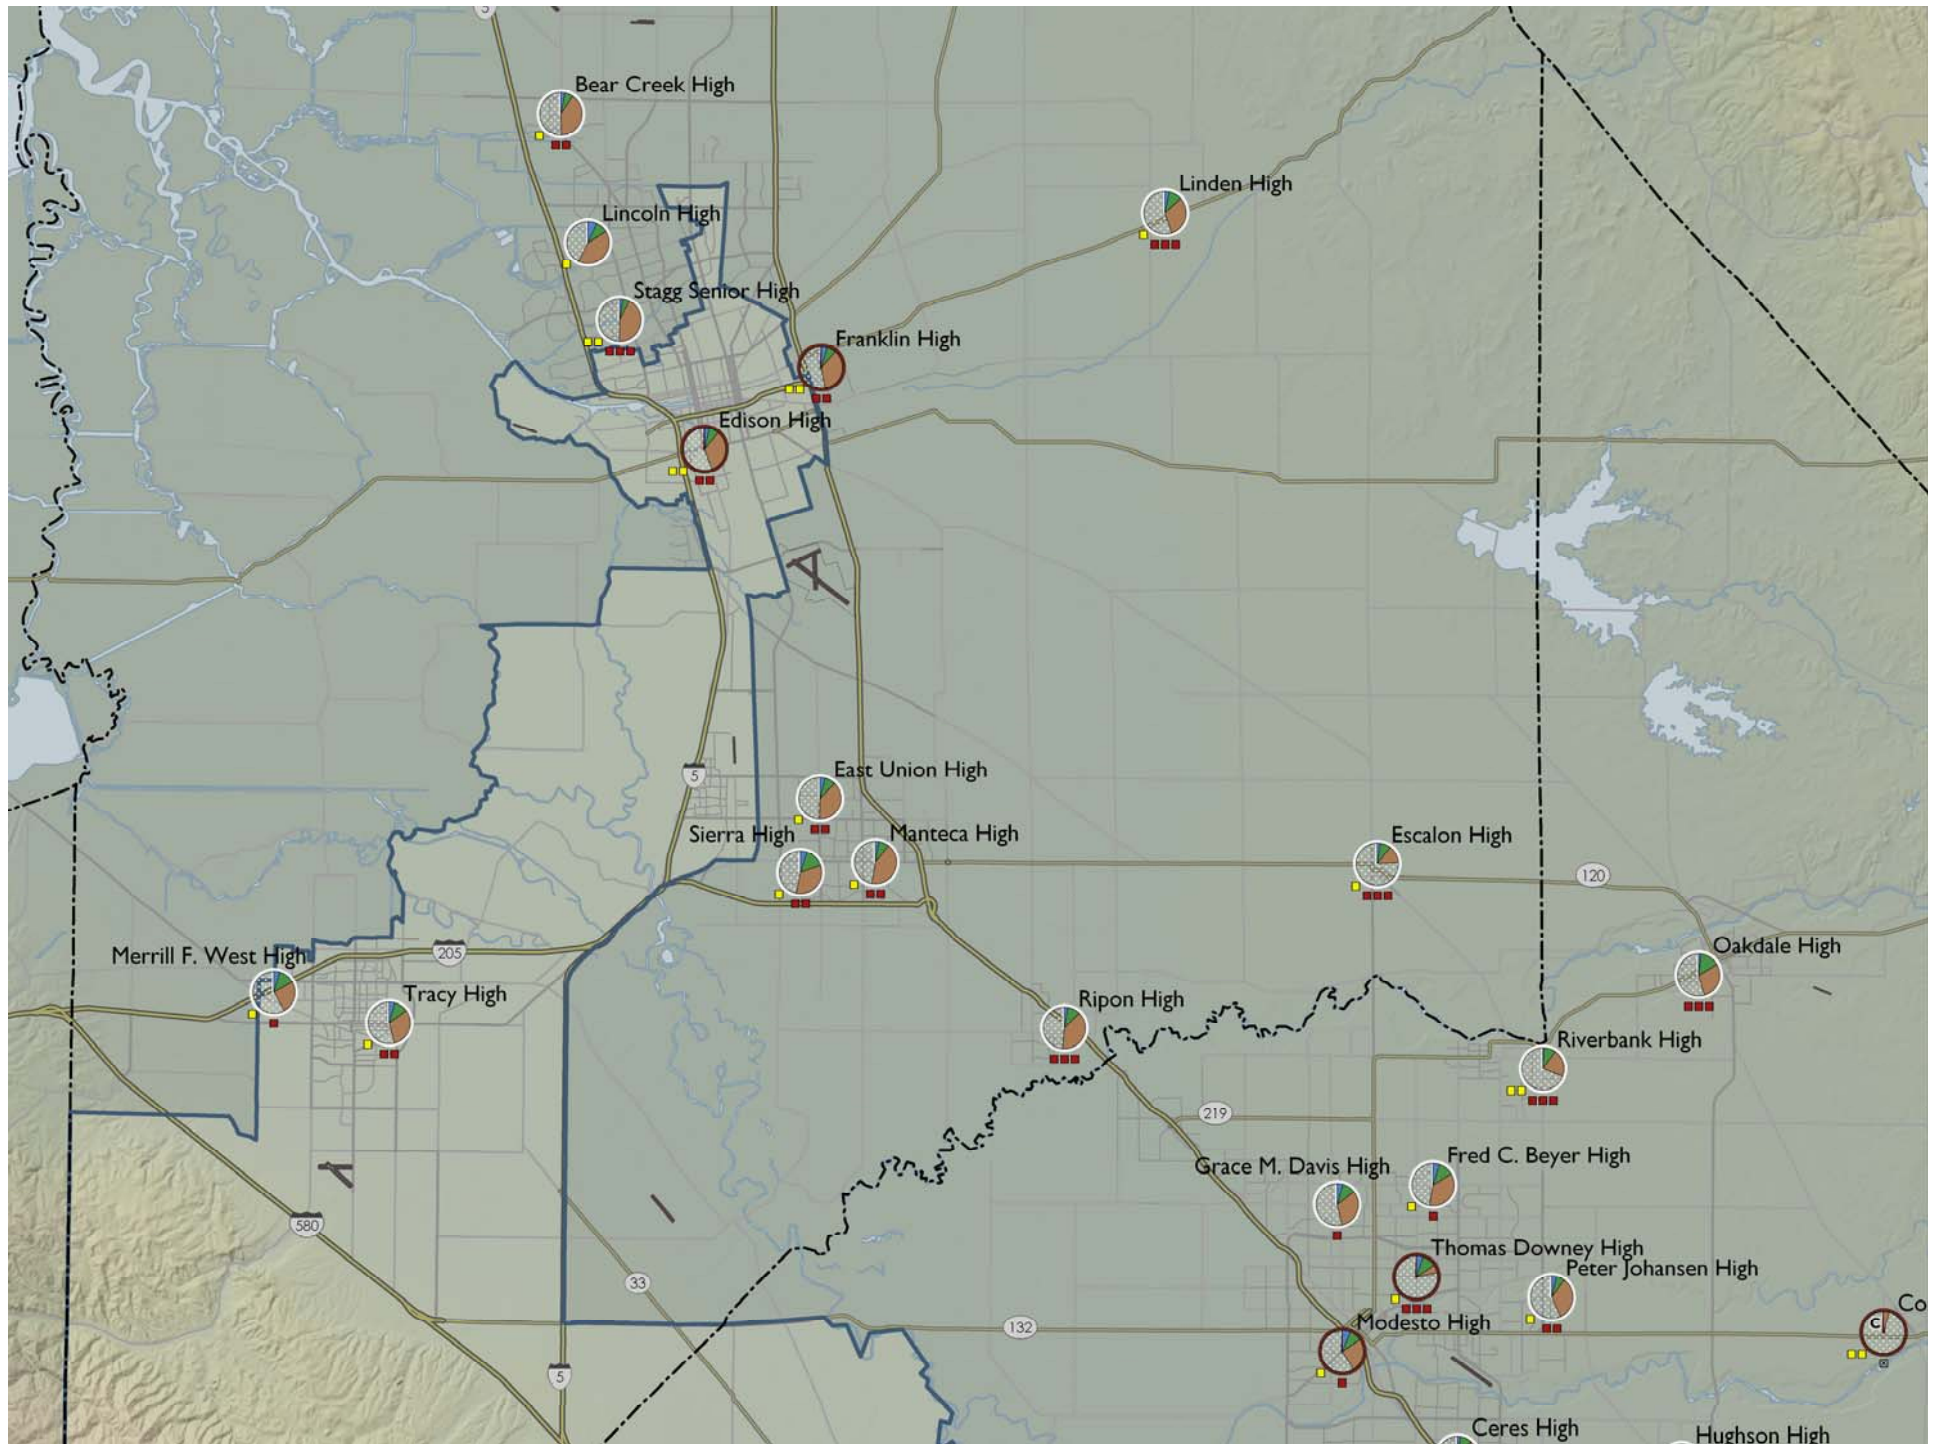 5
Bear Creek High
Linden High
Lincoln High
Stagg Senior High
Franklin High
Edison High
5
East Union High
Sierra High
Manteca High
Escalon High
120
Merrill F. West High
205
Oakdale High
Tracy High
Ripon High
Riverbank High
219
Grace M. Davis High
Fred C. Beyer High
580
Thomas Downey High
33
Peter Johansen High
Co
C
132
Modesto High
5
Ceres High
Hughson High